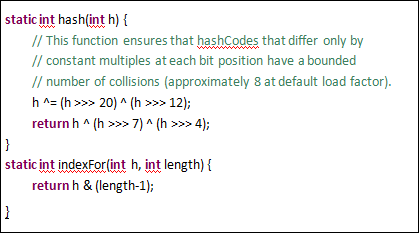 static int hash(int h) {
// This function ensures that hashCodes that differ only by
// constant multiples at each bit position have a bounded
// number of collisions (approximately 8 at default load factor).
h ^= (h >>> 20) ^ (h >>> 12);
return h ^ (h >>> 7) ^ (h >>> 4);
}
static int indexFor(int h, int length) {
return h & (length-1);
}